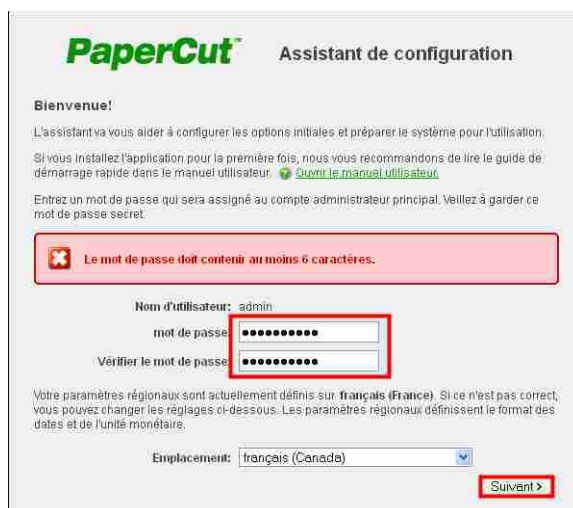 PaperCut™ Assistant de configuration
Bienvenue!
L'assistant va vous aider à configurer les options initiales et préparer le système pour l'utilisation.
Si vous installez l'application pour la première fois, nous vous recommandons de lire le guide de
démarrage rapide dans le manuel utilisateur. Ouvrir le manuel utilisateur.
Entrez un mot de passe qui sera assigné au compte administrateur principal. Veillez à garder ce
mot de passe secret.
Le mot de passe doit contenir au moins 6 caractères.
Nom d'utilisateur: admin
mot de passe: ●●●●●●●●●●
Vérifier le mot de passe: ●●●●●●●●●●
Votre paramètres régionaux sont actuellement définis sur français (France). Si ce n'est pas correct,
vous pouvez changer les réglages ci-dessous. Les paramètres régionaux définissent le format des
dates et de l'unité monétaire.
Emplacement: français (Canada)
Suivant >